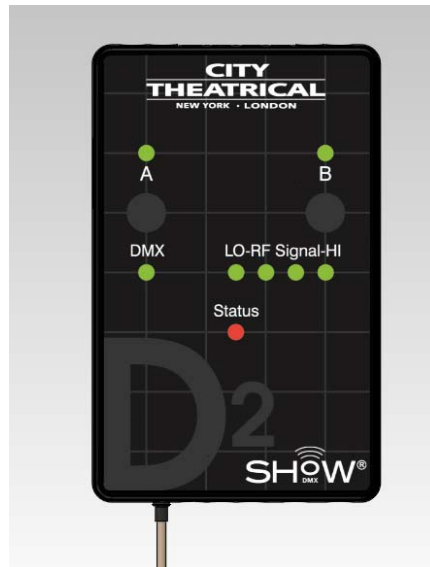 CITY
THEATRICAL
NEW YORK · LONDON
A
B
DMX
LO-RF Signal-HI
Status
D2
SHoW®
DMX